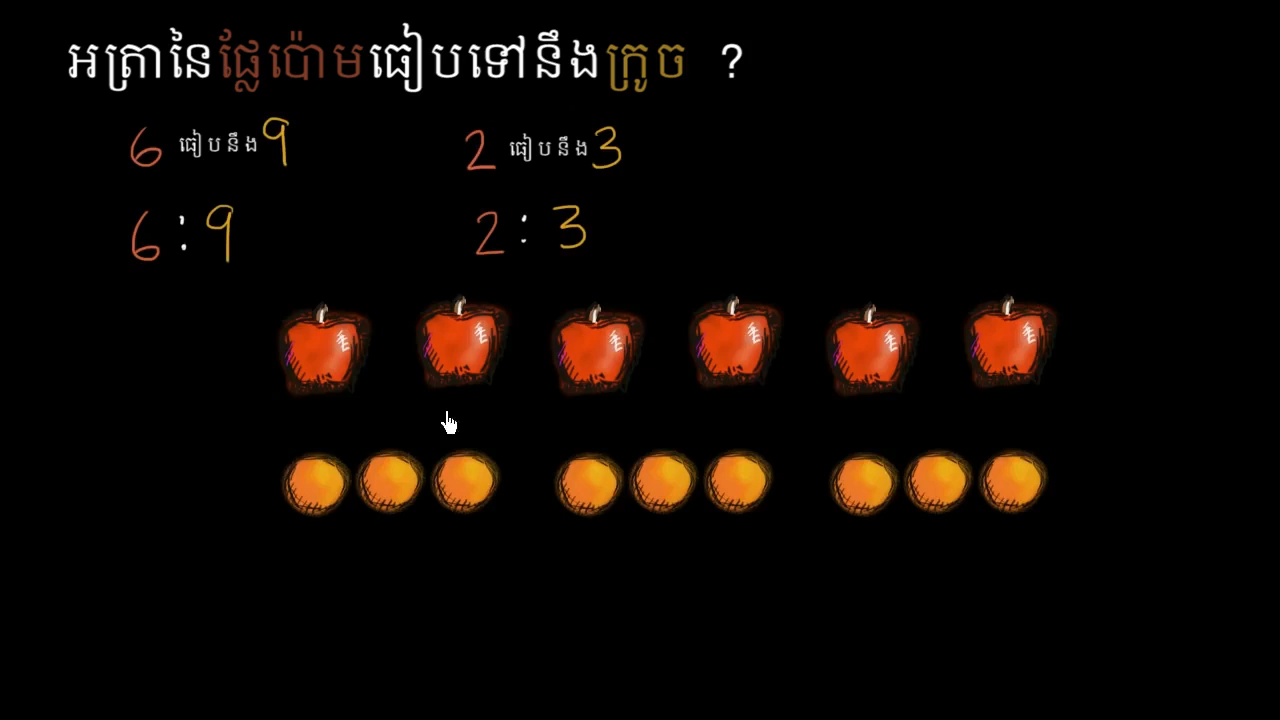 អត្រានៃផ្លែប៉ោមធៀបទៅនឹងក្រូច ?
6 ធៀបនឹង 9 2 ធៀបនឹង 3
6 : 9 2 : 3